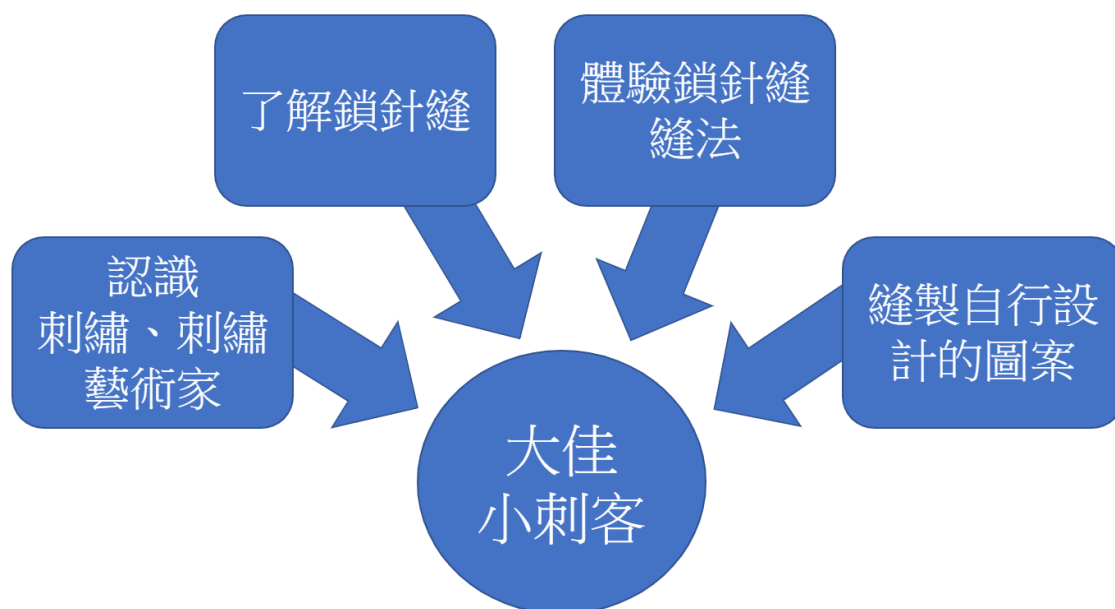 了解鎖針縫
體驗鎖針縫
縫法
認識
刺繡、刺繡
藝術家
縫製自行設
計的圖案
大佳
小刺客